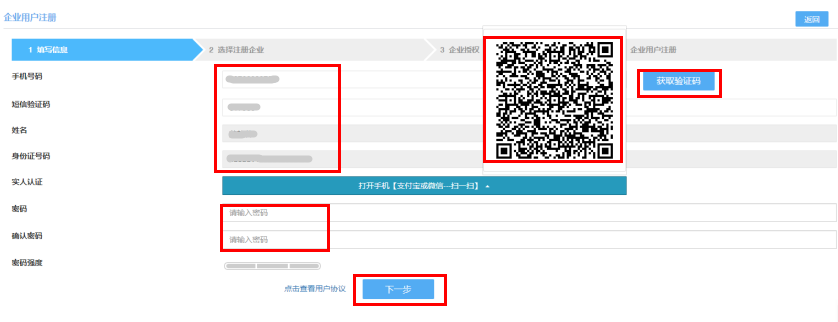 企业用户注册
返回
1 填写信息
2 选择注册企业
3 企业授权
企业用户注册
手机号码
获取验证码
短信验证码
姓名
身份证号码
实人认证
打开手机【支付宝或微信—扫一扫】
密码
请输入密码
确认密码
请输入密码
密码强度
点击查看用户协议
下一步